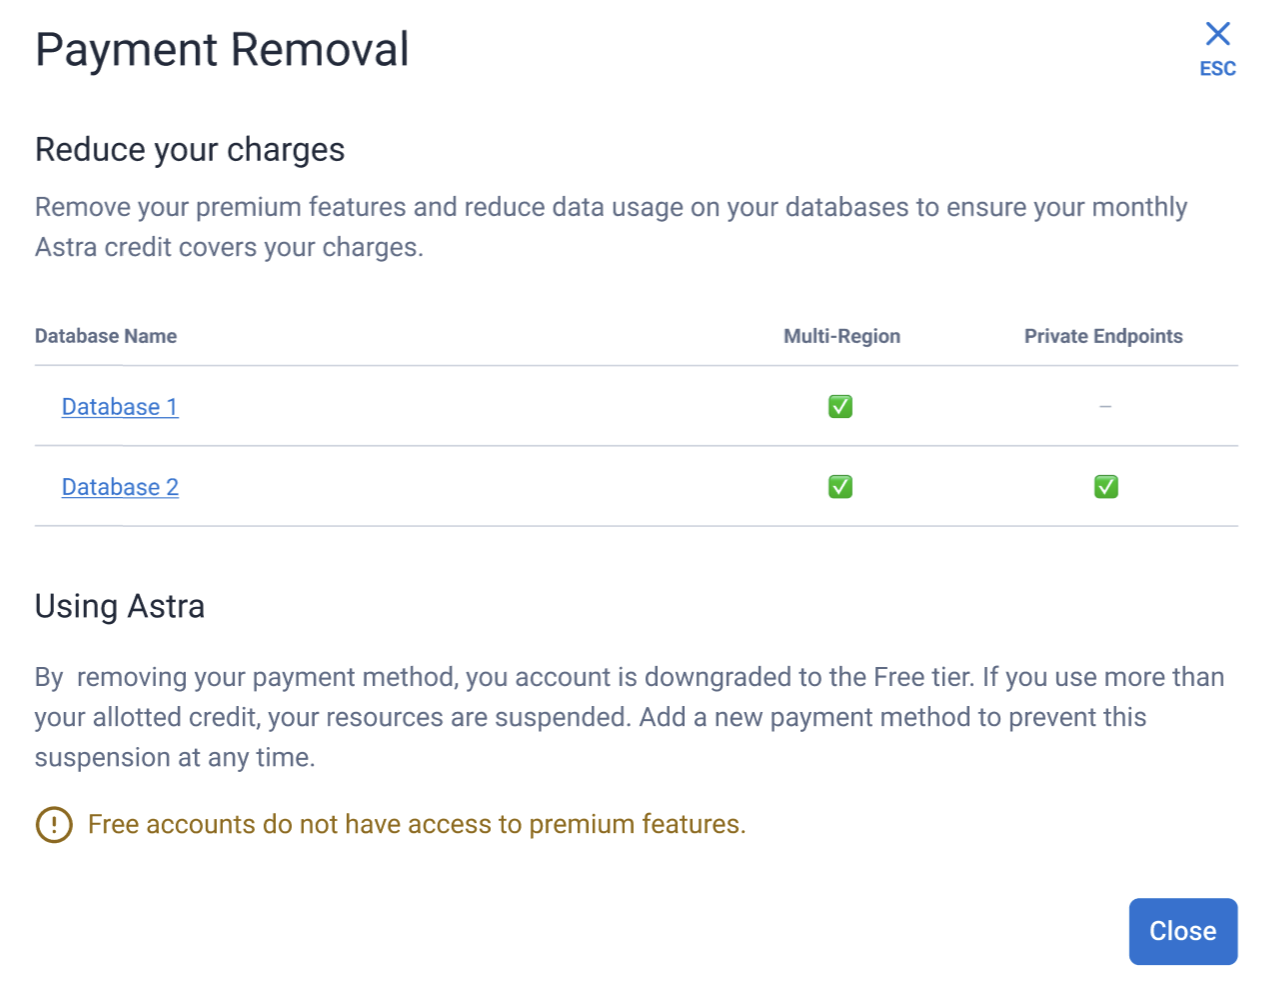 Payment Removal
ESC
Reduce your charges
Remove your premium features and reduce data usage on your databases to ensure your monthly
Astra credit covers your charges.
Database Name Multi-Region Private Endpoints
Database 1 ✅ –
Database 2 ✅ ✅
Using Astra
By  removing your payment method, you account is downgraded to the Free tier. If you use more than
your allotted credit, your resources are suspended. Add a new payment method to prevent this
suspension at any time.
Free accounts do not have access to premium features.
Close